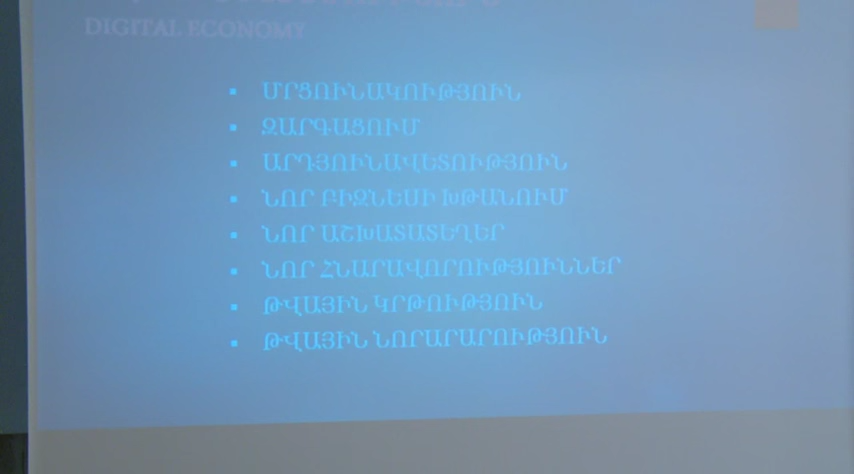 DIGITAL ECONOMY
▪ ՄՐՑՈՒՆԱԿՈՒԹՅՈՒՆ
▪ ԶԱՐԳԱՑՈՒՄ
▪ ԱՐԴՅՈՒՆԱՎԵՏՈՒԹՅՈՒՆ
▪ ՆՈՐ ԲԻԶՆԵՍԻ ԽԹԱՆՈՒՄ
▪ ՆՈՐ ԱՇԽԱՏԱՏԵՂԵՐ
▪ ՆՈՐ ՀՆԱՐԱՎՈՐՈՒԹՅՈՒՆՆԵՐ
▪ ԹՎԱՅԻՆ ԿՐԹՈՒԹՅՈՒՆ
▪ ԹՎԱՅԻՆ ՆՈՐԱՐԱՐՈՒԹՅՈՒՆ